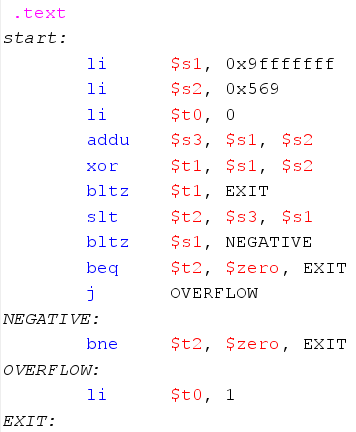 .text
start:
li $s1, 0x9fffffff
li $s2, 0x569
li $t0, 0
addu $s3, $s1, $s2
xor $t1, $s1, $s2
bltz $t1, EXIT
slt $t2, $s3, $s1
bltz $s1, NEGATIVE
beq $t2, $zero, EXIT
j OVERFLOW
NEGATIVE:
bne $t2, $zero, EXIT
OVERFLOW:
li $t0, 1
EXIT: